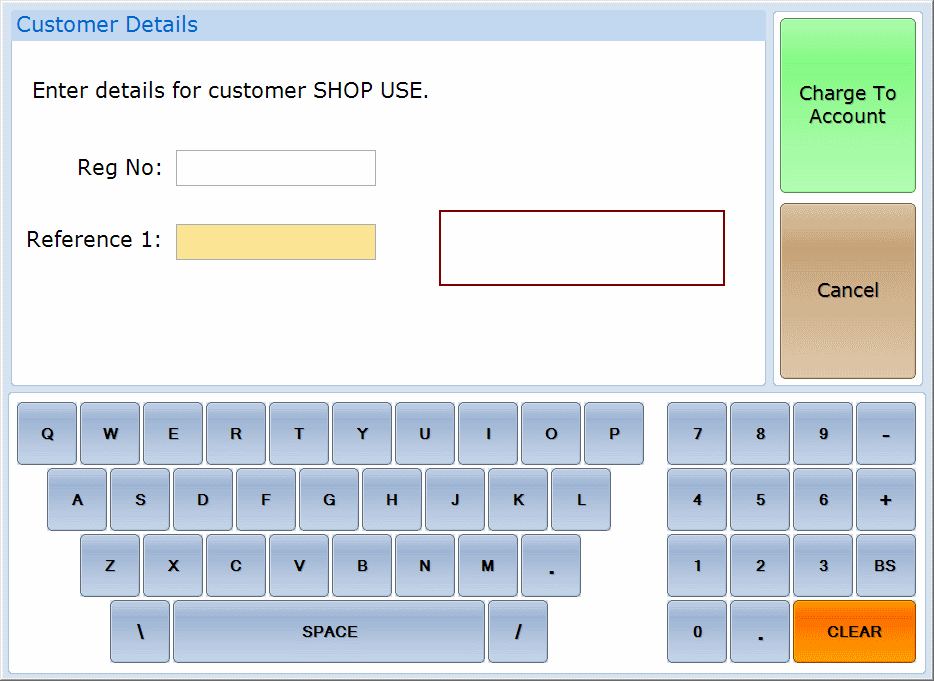 Customer Details
Enter details for customer SHOP USE.
Reg No:
Reference 1:
Charge To
Account
Cancel
Q W E R T Y U I O P 7 8 9 -
A S D F G H J K L 4 5 6 +
Z X C V B N M . 1 2 3 BS
\ SPACE / 0 . CLEAR